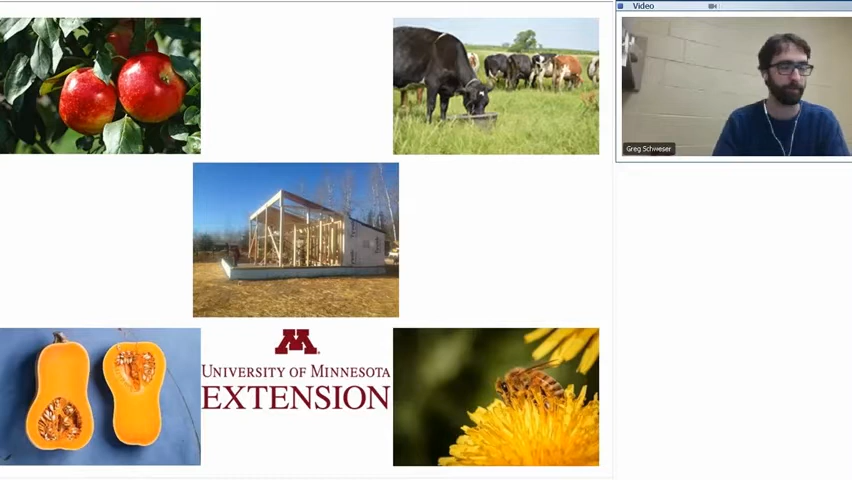 Video
Greg Schweser
M
UNIVERSITY OF MINNESOTA
EXTENSION